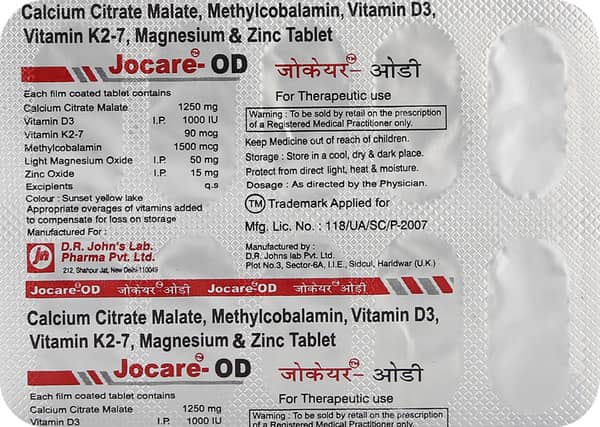 Calcium Citrate Malate, Methylcobalamin, Vitamin D3,
Vitamin K2-7, Magnesium & Zinc Tablet
Jocare-™ OD जोकेयर™- ओडी
Each film coated tablet contains
Calcium Citrate Malate 1250 mg
Vitamin D3 I.P. 1000 IU
Vitamin K2-7 90 mcg
Methylcobalamin 1500 mcg
Light Magnesium Oxide I.P. 50 mg
Zinc Oxide I.P. 15 mg
Excipients q.s
Colour : Sunset yellow lake
Appropriate overages of vitamins added
to compensate for loss on storage
Manufactured For :
jn D.R. John's Lab.
Pharma Pvt. Ltd.
212, Shahpur Jat, New Delhi-110049
For Therapeutic use
Warning : To be sold by retail on the prescription
of a Registered Medical Practitioner only.
Keep Medicine out of reach of children.
Storage : Store in a cool, dry & dark place.
Protect from direct light, heat & moisture.
Dosage : As directed by the Physician.
TM Trademark Applied for
Mfg. Lic. No. : 118/UA/SC/P-2007
Manufactured by :
D.R. Johns lab Pvt. Ltd.
Plot No.3, Sector-6A, I.I.E., Sidcul, Haridwar (U.K.)
Jocare™-OD जोकेयर™-ओडी Jocare™-OD जोकेयर™-ओडी
Calcium Citrate Malate, Methylcobalamin, Vitamin D3,
Vitamin K2-7, Magnesium & Zinc Tablet
Jocare-™ OD जोकेयर™- ओडी
Each film coated tablet contains
Calcium Citrate Malate 1250 mg
Vitamin D3 I.P. 1000 IU
For Therapeutic use
Warning : To be sold by retail on the prescription
of a Registered Medical Practitioner only.